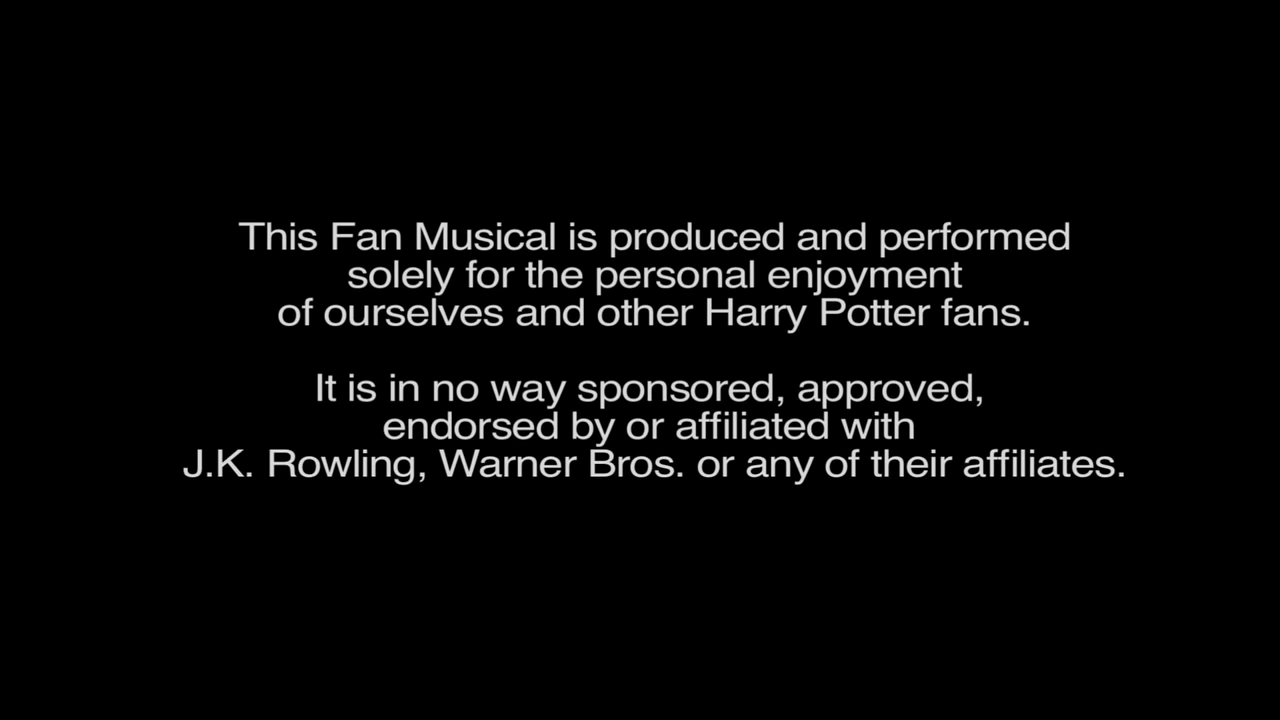 This Fan Musical is produced and performed
solely for the personal enjoyment
of ourselves and other Harry Potter fans.
It is in no way sponsored, approved,
endorsed by or affiliated with
J.K. Rowling, Warner Bros. or any of their affiliates.